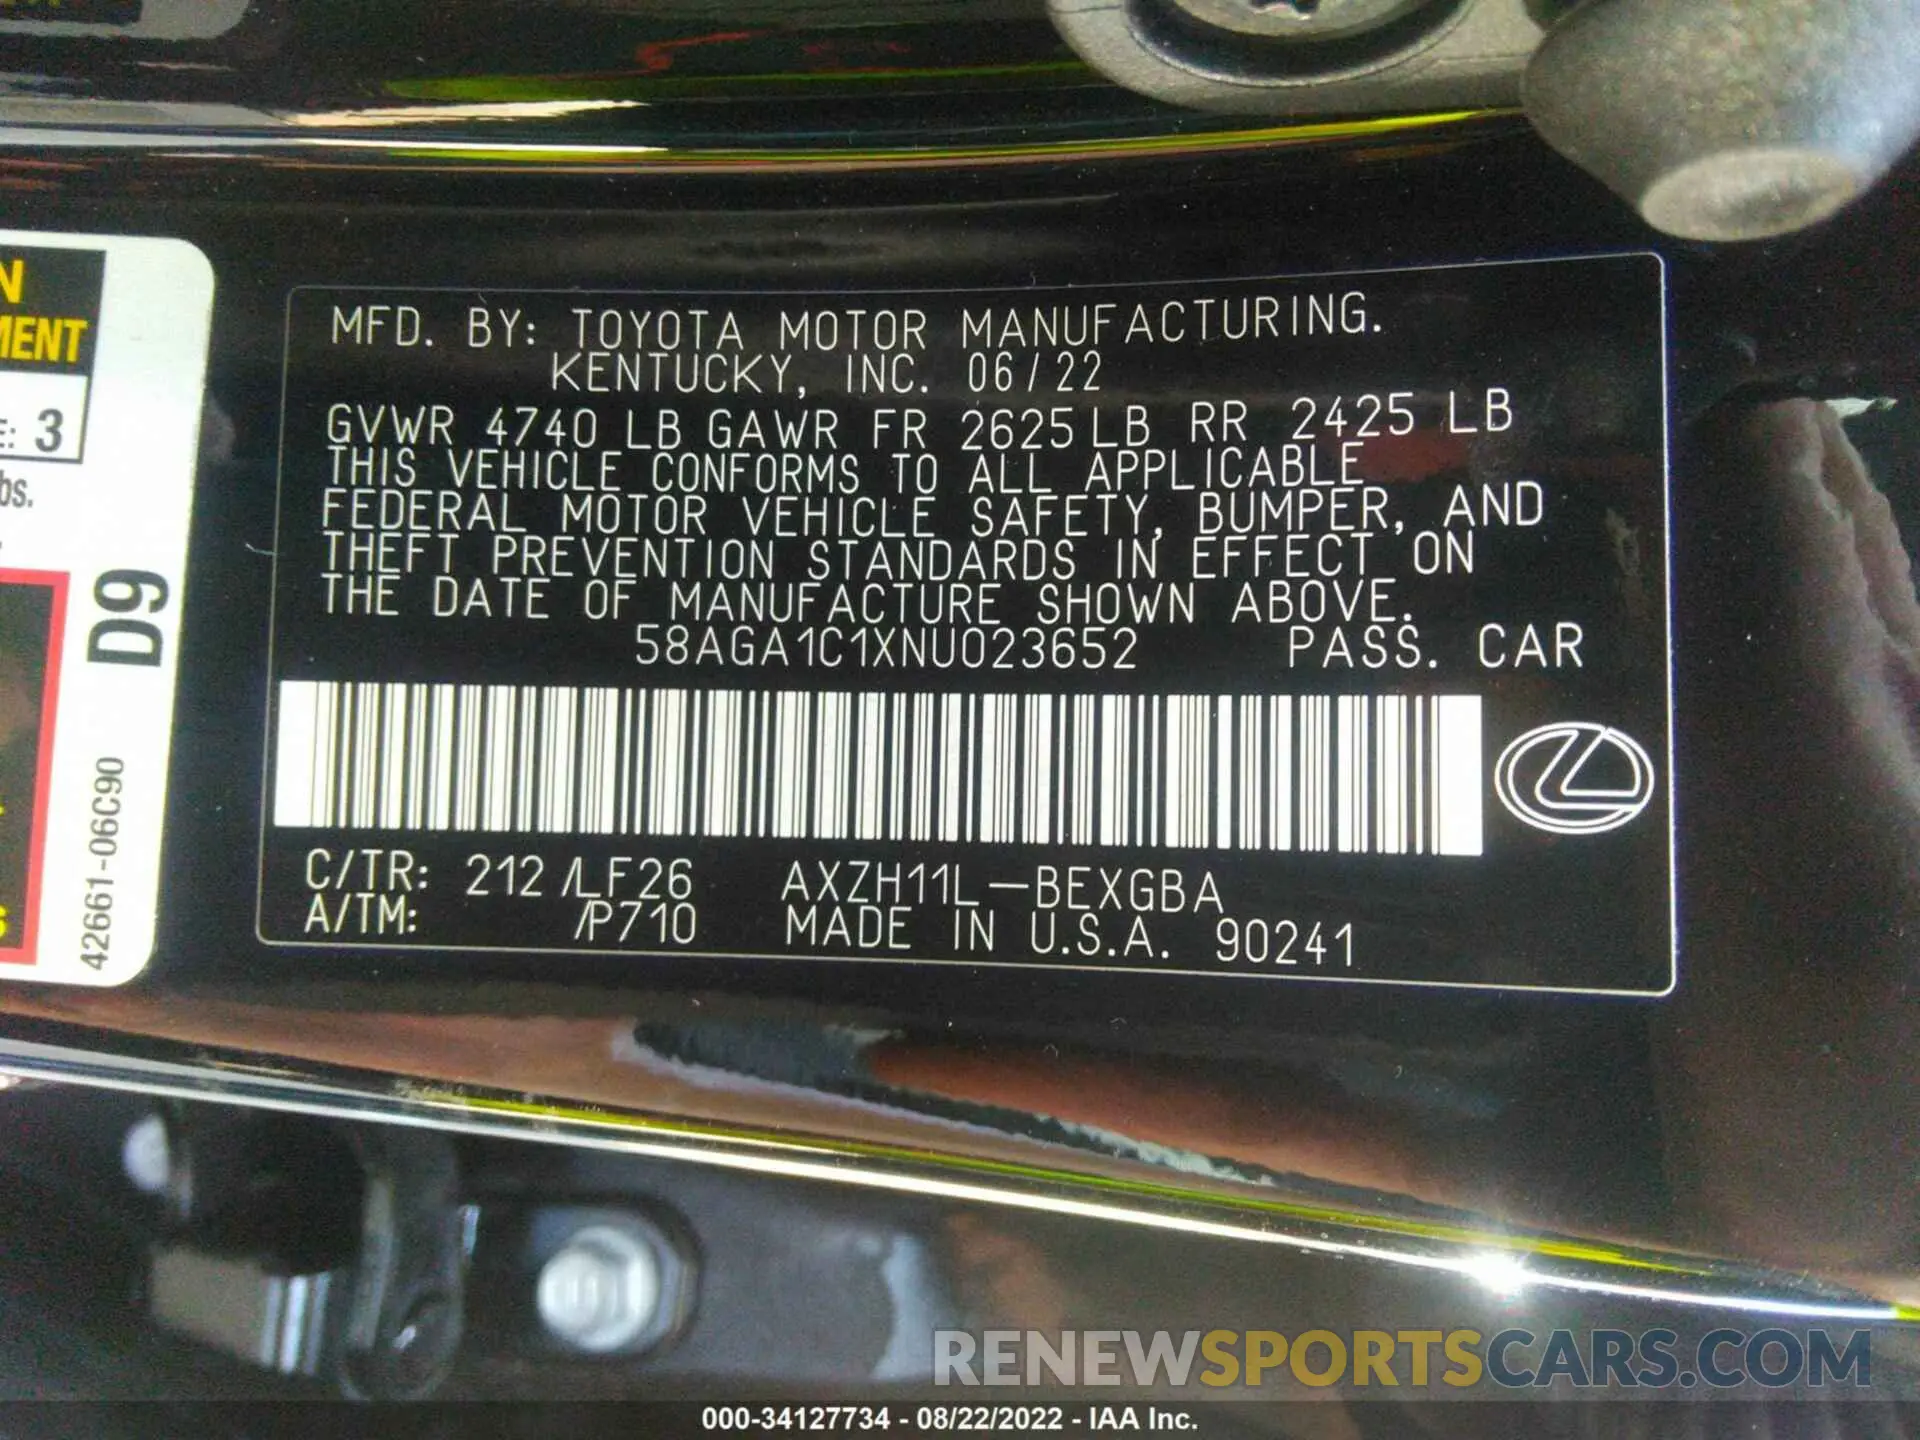 MFD. BY: TOYOTA MOTOR MANUFACTURING.
KENTUCKY, INC. 06/22
GVWR 4740 LB GAWR FR 2625 LB RR 2425 LB
THIS VEHICLE CONFORMS TO ALL APPLICABLE
FEDERAL MOTOR VEHICLE SAFETY, BUMPER, AND
THEFT PREVENTION STANDARDS IN EFFECT ON
THE DATE OF MANUFACTURE SHOWN ABOVE.
58AGA1C1XNU023652 PASS. CAR
C/TR: 212 /LF26 AXZH11L-BEXGBA
A/TM: /P710 MADE IN U.S.A. 90241
N
MENT
E: 3
bs.
D9
42661-06C90
RENEWSPORTSCARS.COM
000-34127734 - 08/22/2022 - IAA Inc.